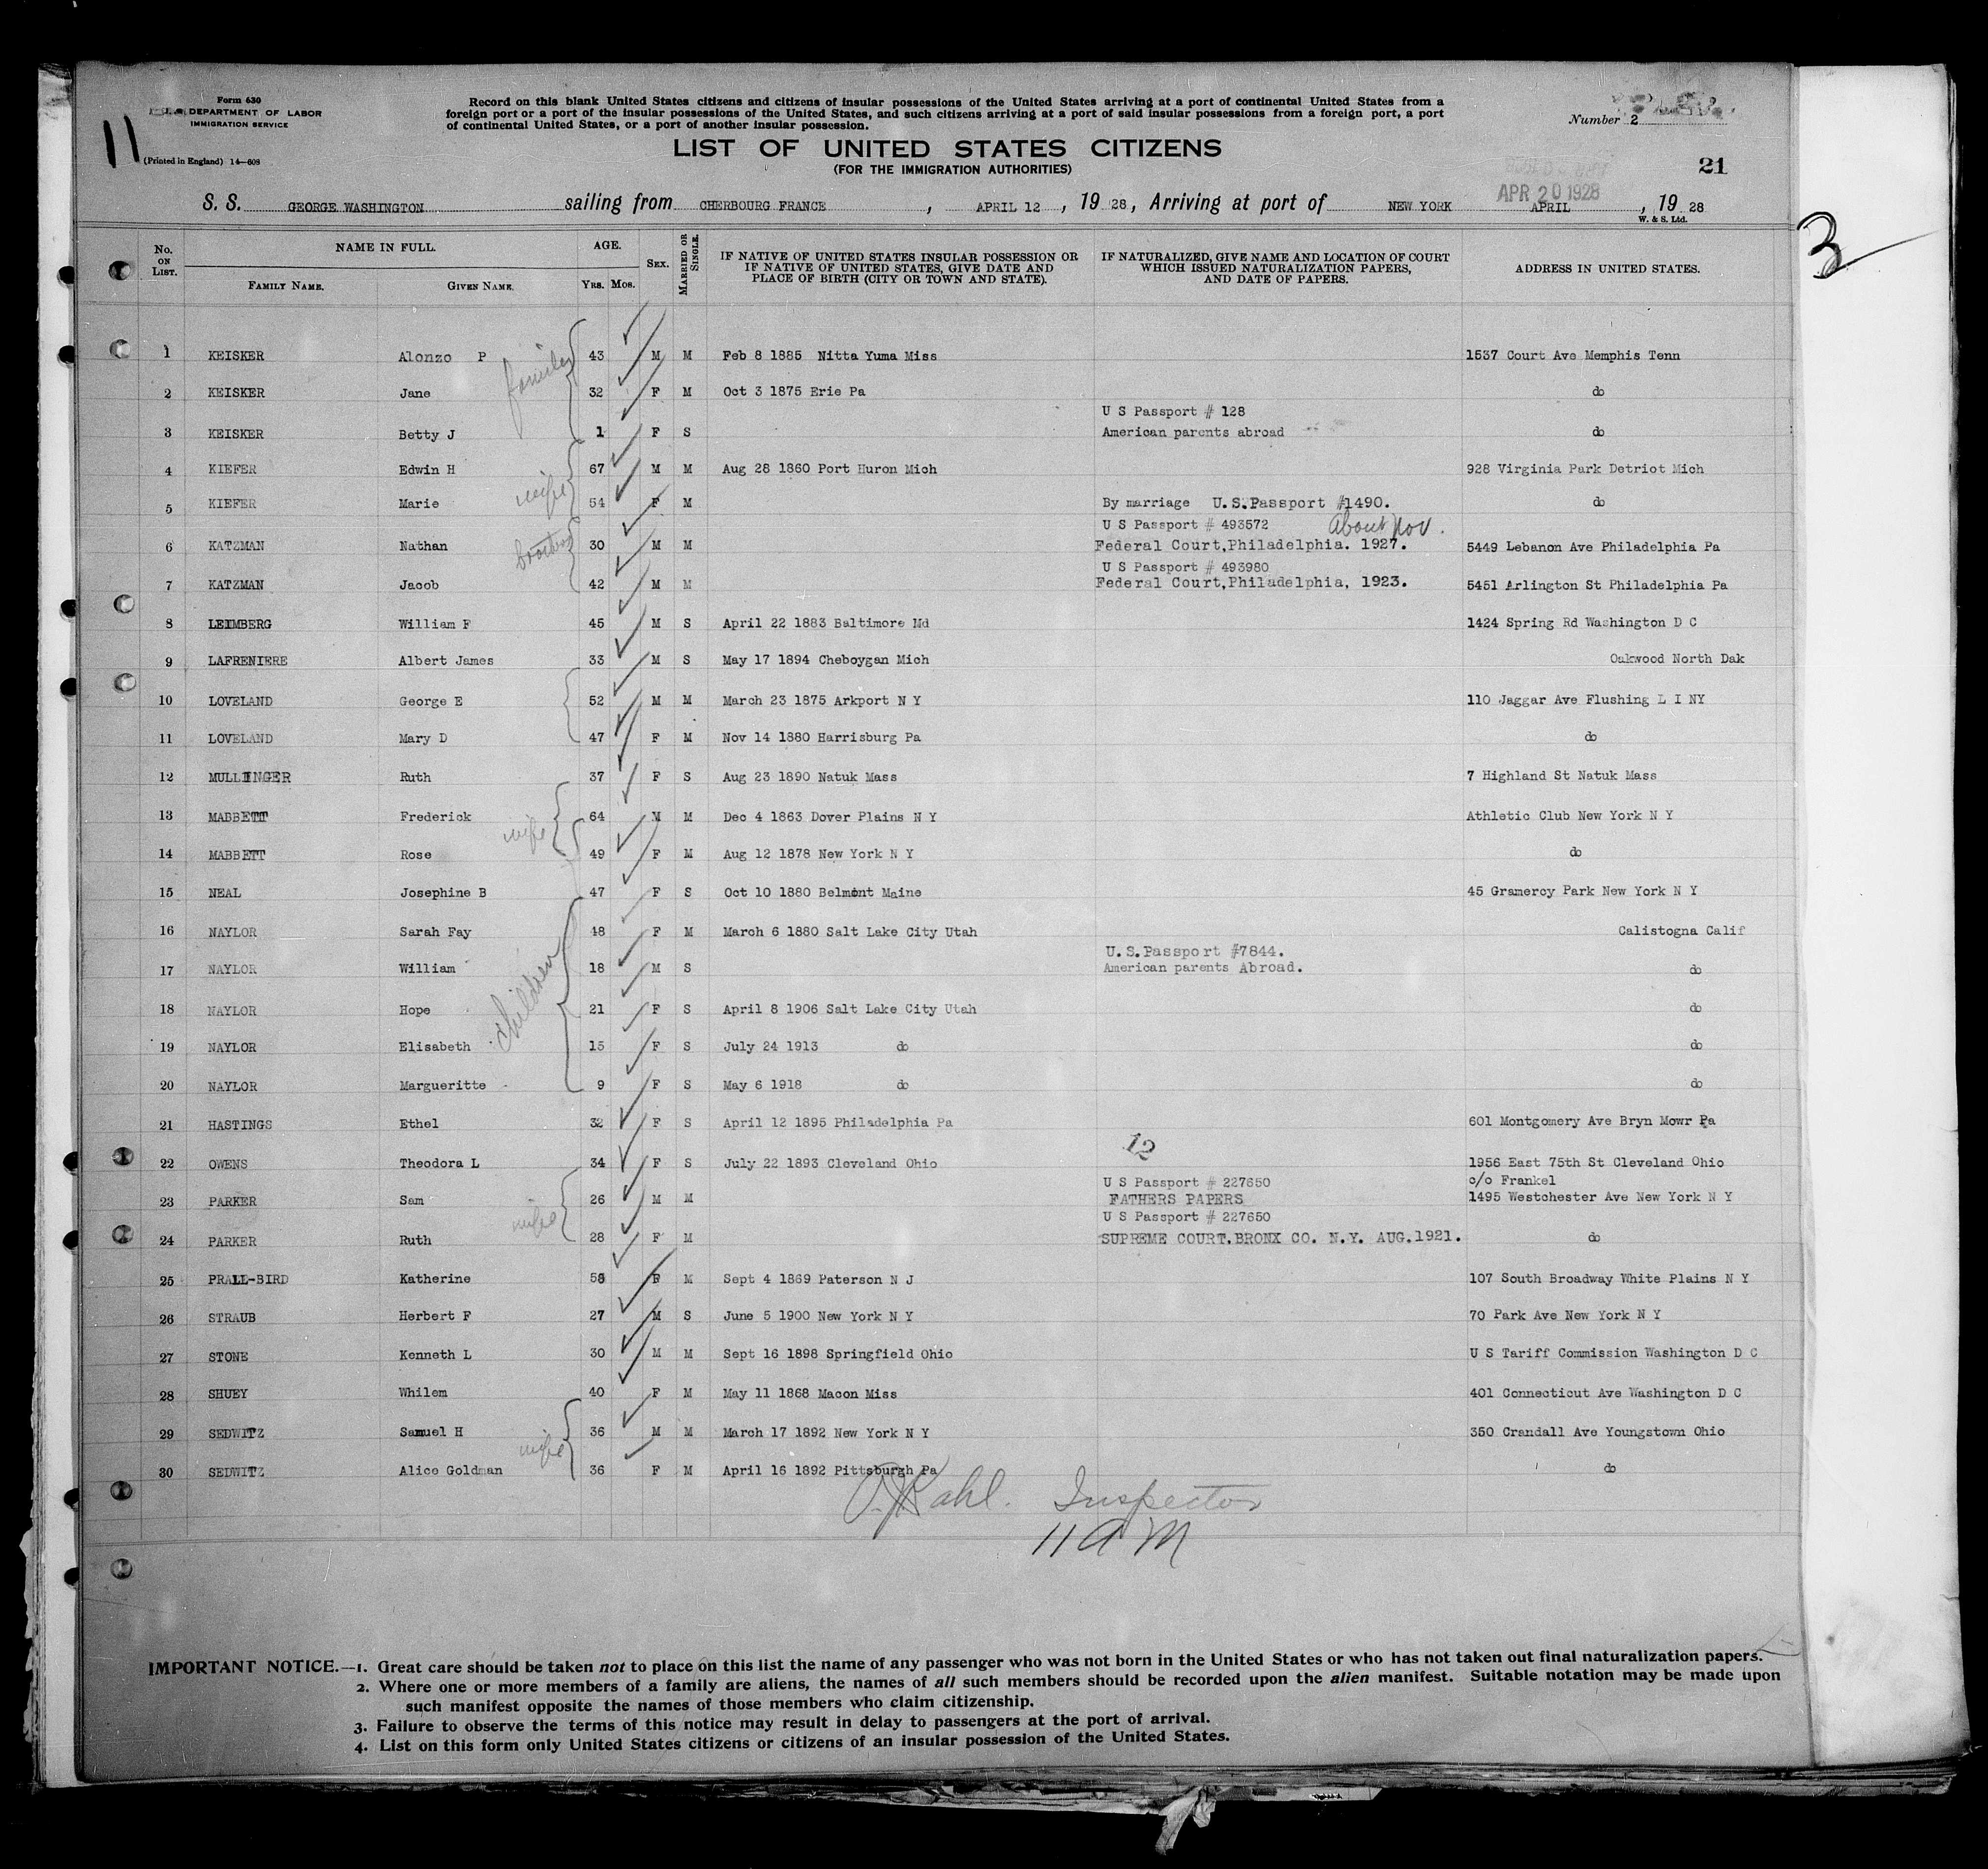 Form 630
U. S. DEPARTMENT OF LABOR
IMMIGRATION SERVICE
11
(Printed in England) 14—608
Record on this blank United States citizens and citizens of insular possessions of the United States arriving at a port of continental United States from a
foreign port or a port of the insular possessions of the United States, and such citizens arriving at a port of said insular possessions from a foreign port, a port
of continental United States, or a port of another insular possession.
Number 2
LIST OF UNITED STATES CITIZENS
(FOR THE IMMIGRATION AUTHORITIES)
21
S. S. GEORGE WASHINGTON sailing from CHERBOURG FRANCE, APRIL 12, 19 28, Arriving at port of NEW YORK APR 20 1928 APRIL, 19 28
W. & S. Ltd.
3
No. ON LIST. NAME IN FULL. AGE. SEX. MARRIED OR SINGLE. IF NATIVE OF UNITED STATES INSULAR POSSESSION OR IF NATIVE OF UNITED STATES, GIVE DATE AND PLACE OF BIRTH (CITY OR TOWN AND STATE). IF NATURALIZED, GIVE NAME AND LOCATION OF COURT WHICH ISSUED NATURALIZATION PAPERS, AND DATE OF PAPERS. ADDRESS IN UNITED STATES.
FAMILY NAME. GIVEN NAME. YRS. MOS.
1 KEISKER Alonzo P family 43 M M Feb 8 1885 Nitta Yuma Miss 1537 Court Ave Memphis Tenn
2 KEISKER Jane 32 F M Oct 3 1875 Erie Pa do
U S Passport # 128
3 KEISKER Betty J 1 F S American parents abroad do
4 KIEFER Edwin H 67 M M Aug 28 1860 Port Huron Mich 928 Virginia Park Detriot Mich
5 KIEFER Marie wife 54 F M By marriage U.S.Passport #1490. do
U S Passport # 493572 about Nov.
6 KATZMAN Nathan brothers 30 M M Federal Court,Philadelphia. 1927. 5449 Lebanon Ave Philadelphia Pa
U S Passport # 493980
7 KATZMAN Jacob 42 M M Federal Court,Philadelphia, 1923. 5451 Arlington St Philadelphia Pa
8 LEIMBERG William F 45 M S April 22 1883 Baltimore Md 1424 Spring Rd Washington D C
9 LAFRENIERE Albert James 33 M S May 17 1894 Cheboygan Mich Oakwood North Dak
10 LOVELAND George E 52 M M March 23 1875 Arkport N Y 110 Jaggar Ave Flushing L I NY
11 LOVELAND Mary D 47 F M Nov 14 1880 Harrisburg Pa do
12 MULLINGER Ruth 37 F S Aug 23 1890 Natuk Mass 7 Highland St Natuk Mass
13 MABBETT Frederick 64 M M Dec 4 1863 Dover Plains N Y Athletic Club New York N Y
14 MABBETT Rose wife 49 F M Aug 12 1878 New York N Y do
15 NEAL Josephine B 47 F S Oct 10 1880 Belmont Maine 45 Gramercy Park New York N Y
16 NAYLOR Sarah Fay 48 F M March 6 1880 Salt Lake City Utah Calistogna Calif
U.S.Passport #7844.
17 NAYLOR William 18 M S American parents Abroad. do
18 NAYLOR Hope children 21 F S April 8 1906 Salt Lake City Utah do
19 NAYLOR Elisabeth 15 F S July 24 1913 do do
20 NAYLOR Margueritte 9 F S May 6 1918 do do
21 HASTINGS Ethel 32 F S April 12 1895 Philadelphia Pa 601 Montgomery Ave Bryn Mowr Pa
12
22 OWENS Theodora L 34 F S July 22 1893 Cleveland Ohio 1956 East 75th St Cleveland Ohio
U S Passport # 227650 c/o Frankel
23 PARKER Sam 26 M M FATHERS PAPERS 1495 Westchester Ave New York N Y
wife U S Passport # 227650
24 PARKER Ruth 28 F M SUPREME COURT.BRONX CO. N.Y. AUG.1921. do
25 PRALL-BIRD Katherine 58 F M Sept 4 1869 Paterson N J 107 South Broadway White Plains N Y
26 STRAUB Herbert F 27 M S June 5 1900 New York N Y 70 Park Ave New York N Y
27 STONE Kenneth L 30 M M Sept 16 1898 Springfield Ohio U S Tariff Commission Washington D C
28 SHUEY Whilem 40 F M May 11 1868 Macon Miss 401 Connecticut Ave Washington D C
29 SEDWITZ Samuel H 36 M M March 17 1892 New York N Y 350 Crandall Ave Youngstown Ohio
30 SEDWITZ Alice Goldman wife 36 F M April 16 1892 Pittsburgh Pa do
Kahl. Inspector
11 AM
IMPORTANT NOTICE.—1. Great care should be taken not to place on this list the name of any passenger who was not born in the United States or who has not taken out final naturalization papers.
2. Where one or more members of a family are aliens, the names of all such members should be recorded upon the alien manifest. Suitable notation may be made upon
such manifest opposite the names of those members who claim citizenship.
3. Failure to observe the terms of this notice may result in delay to passengers at the port of arrival.
4. List on this form only United States citizens or citizens of an insular possession of the United States.